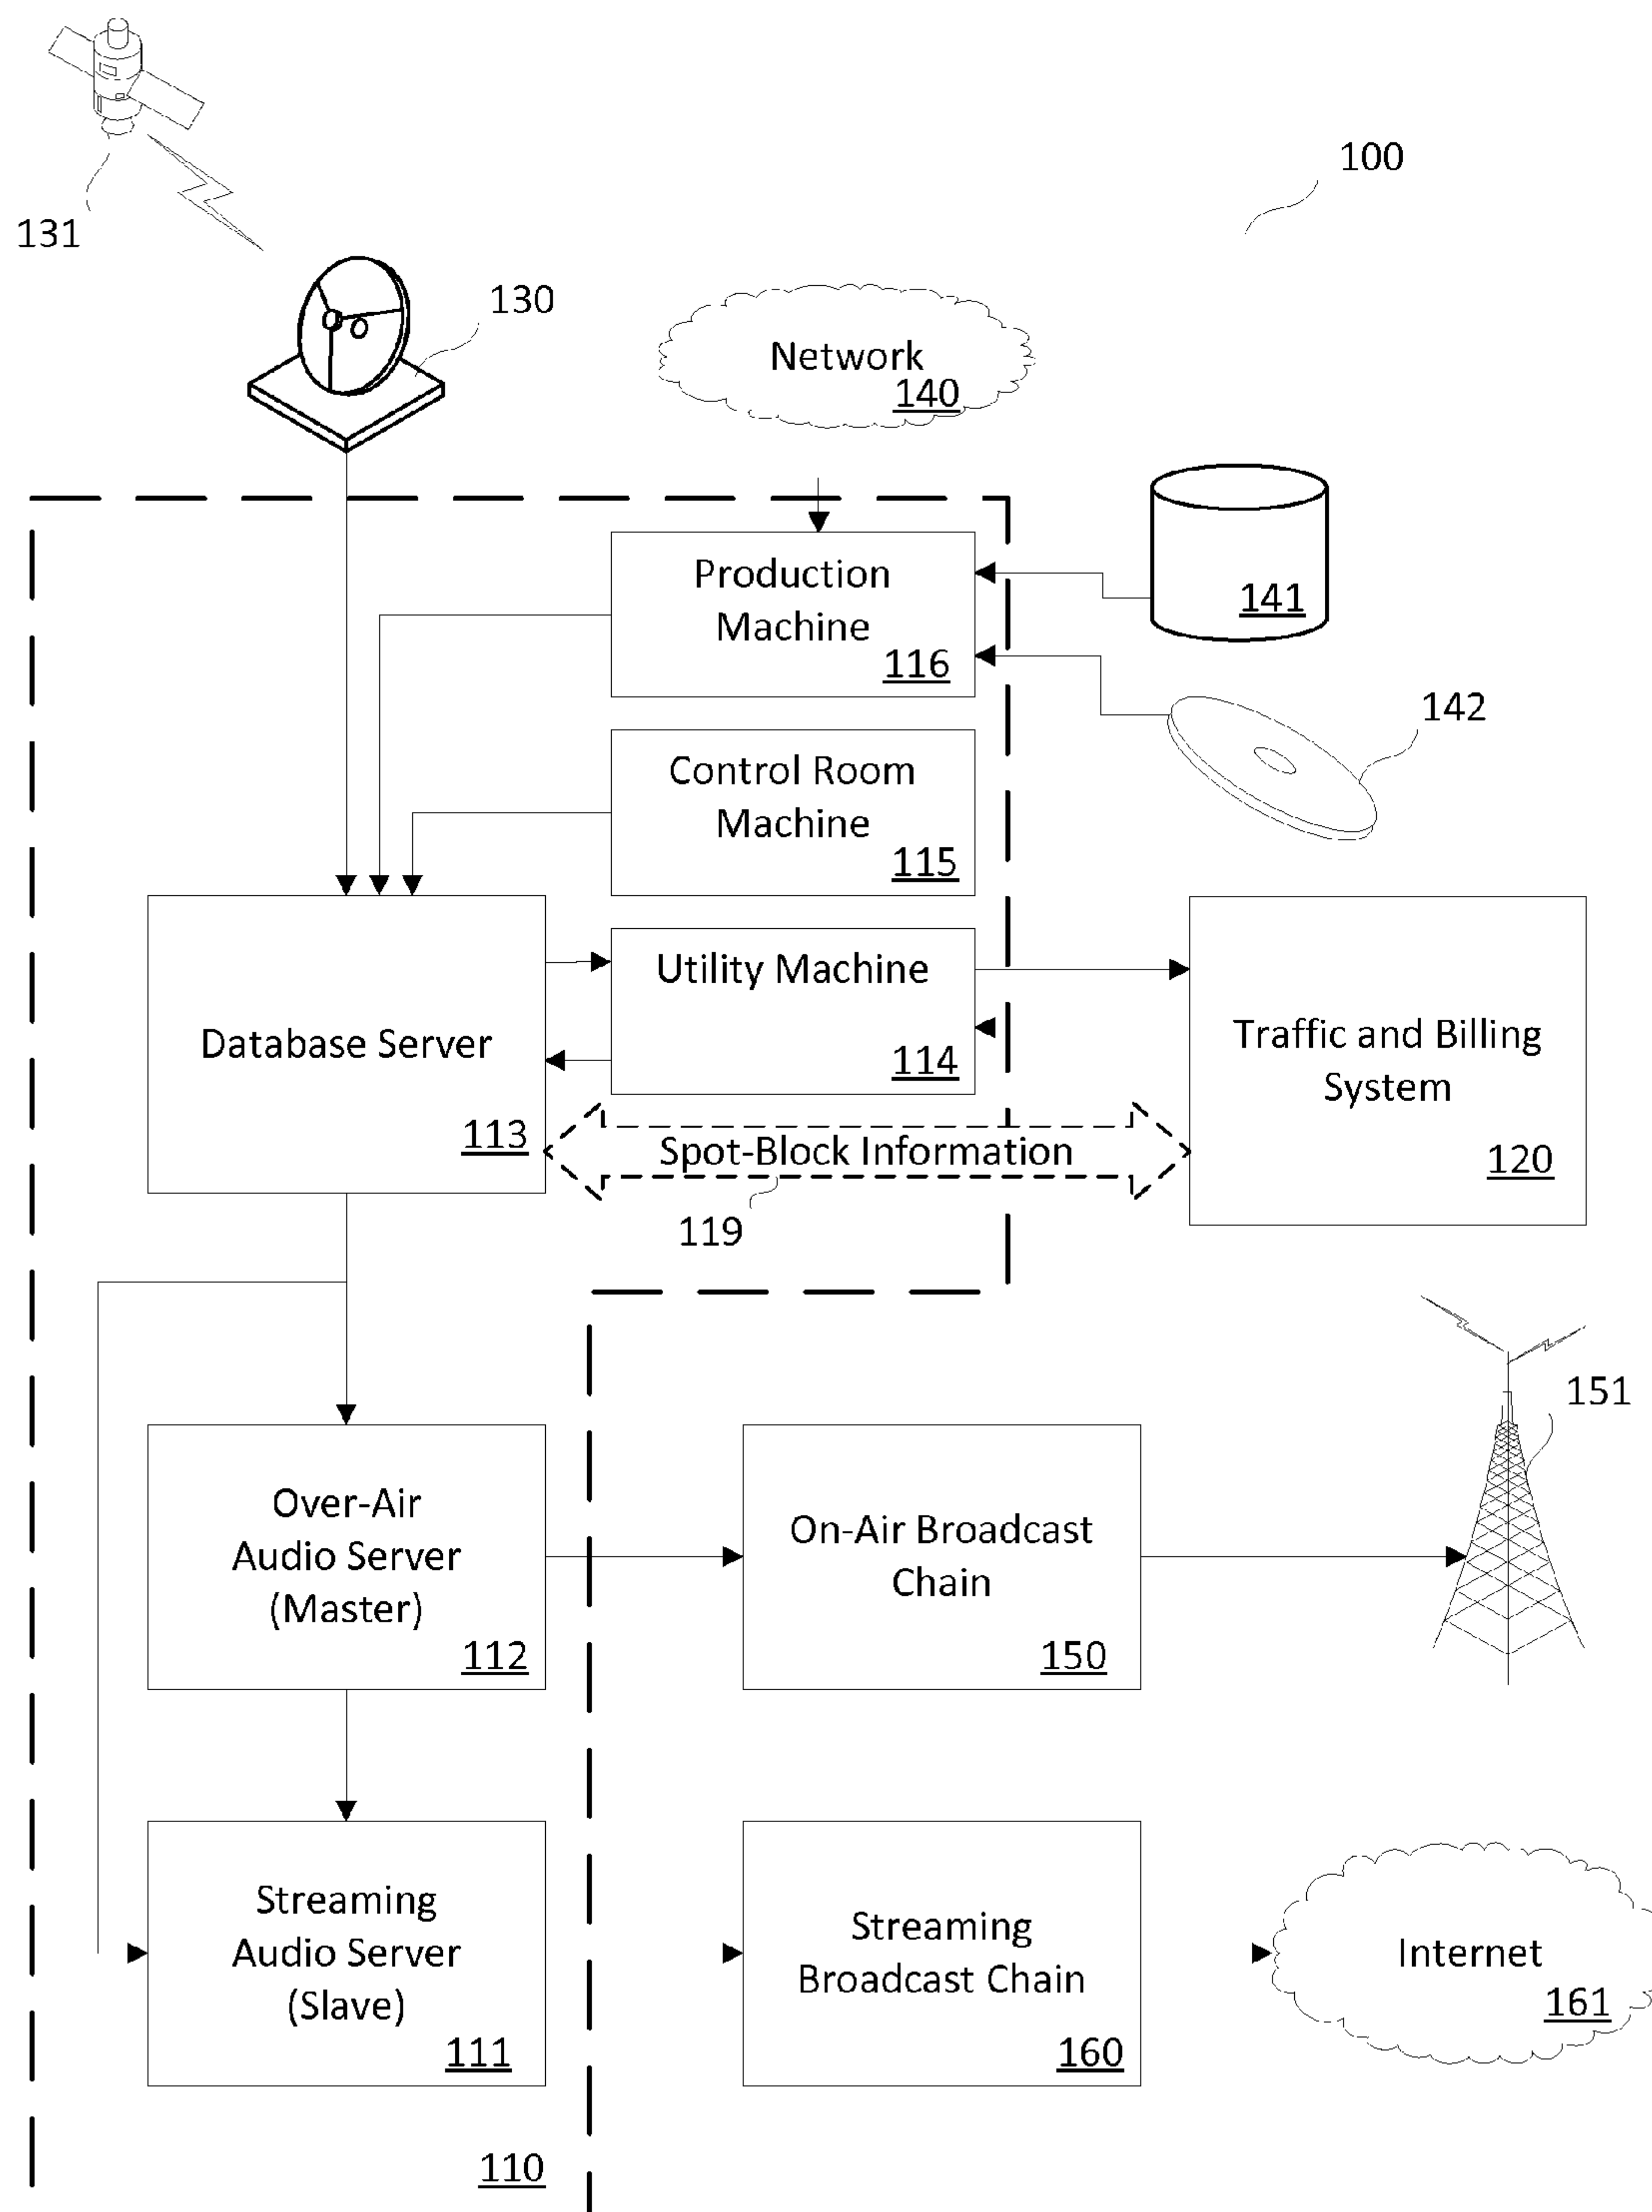 100
131
130
Network
140
Production
Machine
116
141
142
Control Room
Machine
115
Database Server
113
Utility Machine
114
Traffic and Billing
System
120
Spot-Block Information
119
151
Over-Air
Audio Server
(Master)
112
On-Air Broadcast
Chain
150
Streaming
Audio Server
(Slave)
111
Streaming
Broadcast Chain
160
Internet
161
110